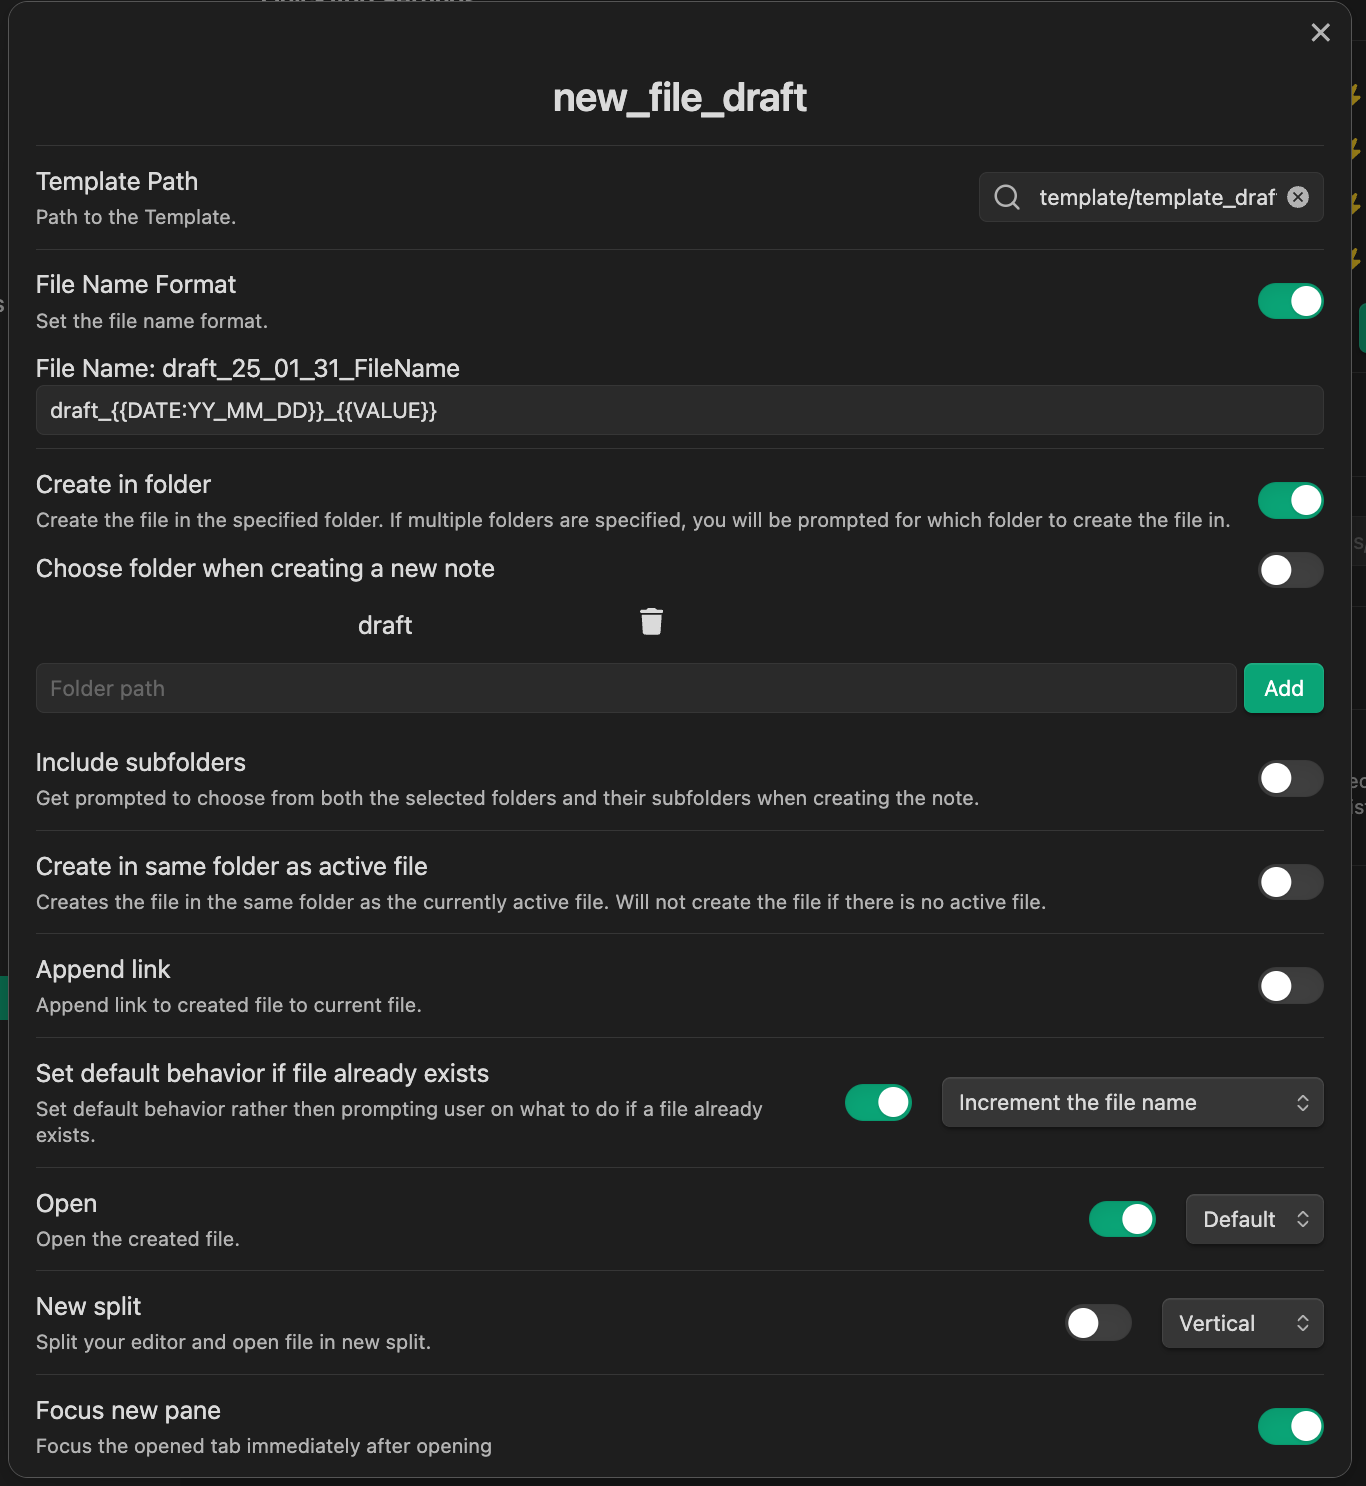 new_file_draft
Template Path
Path to the Template.
template/template_draf
File Name Format
Set the file name format.
File Name: draft_25_01_31_FileName
draft_{{DATE:YY_MM_DD}}_{{VALUE}}
Create in folder
Create the file in the specified folder. If multiple folders are specified, you will be prompted for which folder to create the file in.
Choose folder when creating a new note
draft
Folder path
Add
Include subfolders
Get prompted to choose from both the selected folders and their subfolders when creating the note.
Create in same folder as active file
Creates the file in the same folder as the currently active file. Will not create the file if there is no active file.
Append link
Append link to created file to current file.
Set default behavior if file already exists
Set default behavior rather then prompting user on what to do if a file already
exists.
Increment the file name
Open
Open the created file.
Default
New split
Split your editor and open file in new split.
Vertical
Focus new pane
Focus the opened tab immediately after opening